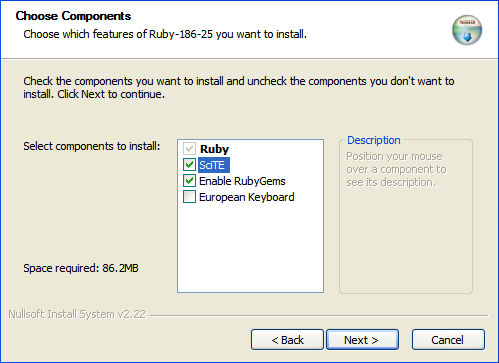 Choose Components
Choose which features of Ruby-186-25 you want to install.
Check the components you want to install and uncheck the components you don't want to
install. Click Next to continue.
Select components to install:
Ruby
SciTE
Enable RubyGems
European Keyboard
Description
Position your mouse
over a component to
see its description.
Space required: 86.2MB
Nullsoft Install System v2.22
< Back
Next >
Cancel